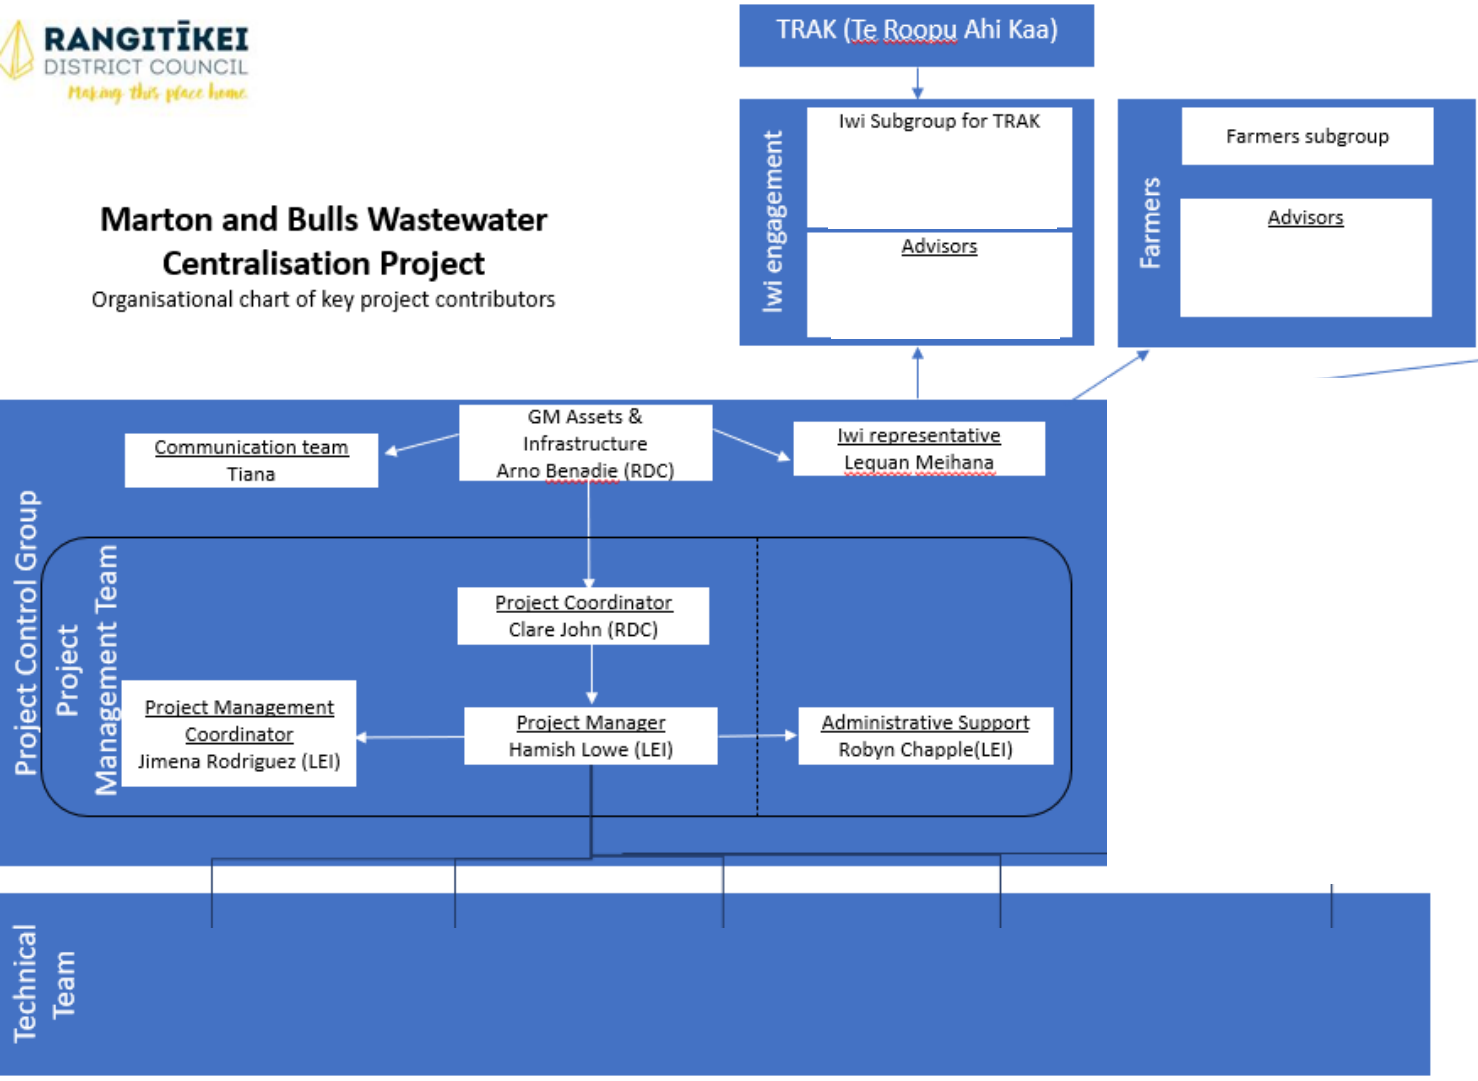 RANGITĪKEI
DISTRICT COUNCIL
Making this place home.
Marton and Bulls Wastewater
Centralisation Project
Organisational chart of key project contributors
TRAK (Te Roopu Ahi Kaa)
Iwi engagement
Iwi Subgroup for TRAK
Advisors
Farmers
Farmers subgroup
Advisors
Project Control Group
Communication team
Tiana
GM Assets &
Infrastructure
Arno Benadie (RDC)
Iwi representative
Lequan Meihana
Project
Management Team
Project Coordinator
Clare John (RDC)
Project Management
Coordinator
Jimena Rodriguez (LEI)
Project Manager
Hamish Lowe (LEI)
Administrative Support
Robyn Chapple(LEI)
Technical
Team